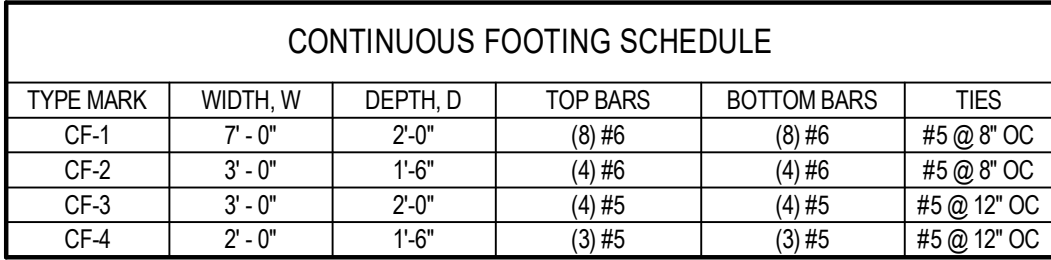 CONTINUOUS FOOTING SCHEDULE
TYPE MARK WIDTH, W DEPTH, D TOP BARS BOTTOM BARS TIES
CF-1 7' - 0" 2'-0" (8) #6 (8) #6 #5 @ 8" OC
CF-2 3' - 0" 1'-6" (4) #6 (4) #6 #5 @ 8" OC
CF-3 3' - 0" 2'-0" (4) #5 (4) #5 #5 @ 12" OC
CF-4 2' - 0" 1'-6" (3) #5 (3) #5 #5 @ 12" OC